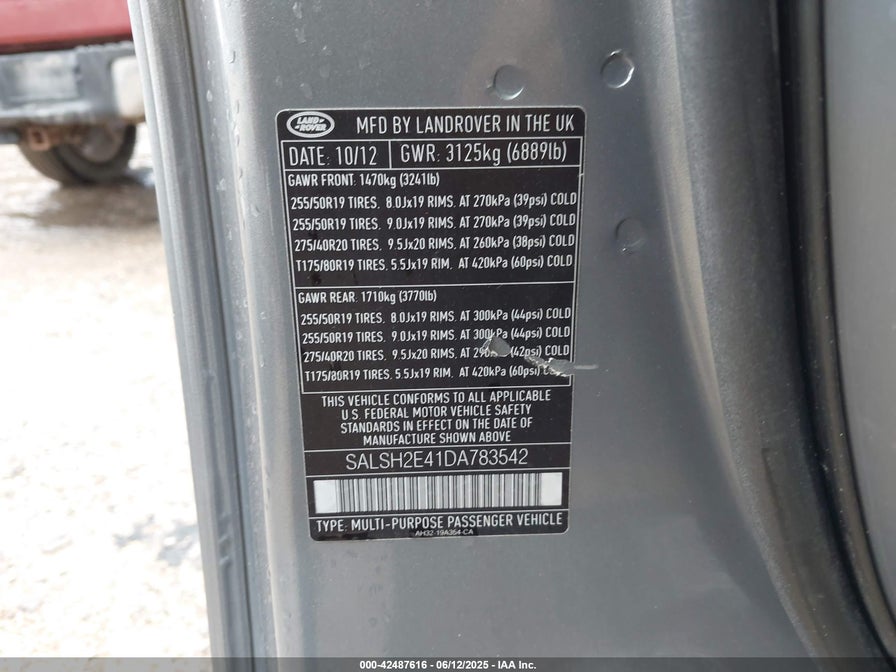 LAND ROVER
MFD BY LANDROVER IN THE UK
DATE: 10/12 GWR: 3125kg (6889lb)
GAWR FRONT: 1470kg (3241lb)
255/50R19 TIRES. 8.0Jx19 RIMS. AT 270kPa (39psi) COLD
255/50R19 TIRES. 9.0Jx19 RIMS. AT 270kPa (39psi) COLD
275/40R20 TIRES. 9.5Jx20 RIMS. AT 260kPa (38psi) COLD
T175/80R19 TIRES. 5.5Jx19 RIM. AT 420kPa (60psi) COLD
GAWR REAR: 1710kg (3770lb)
255/50R19 TIRES. 8.0Jx19 RIMS. AT 300kPa (44psi) COLD
255/50R19 TIRES. 9.0Jx19 RIMS. AT 300kPa (44psi) COLD
275/40R20 TIRES. 9.5Jx20 RIMS. AT (42psi) COLD
T175/80R19 TIRES. 5.5Jx19 RIM. AT 420kPa (60psi)
THIS VEHICLE CONFORMS TO ALL APPLICABLE
U.S. FEDERAL MOTOR VEHICLE SAFETY
STANDARDS IN EFFECT ON THE DATE OF
MANUFACTURE SHOWN ABOVE
SALSH2E41DA783542
TYPE: MULTI-PURPOSE PASSENGER VEHICLE
AH32-19A354-CA
000-42487616 - 06/12/2025 - IAA Inc.